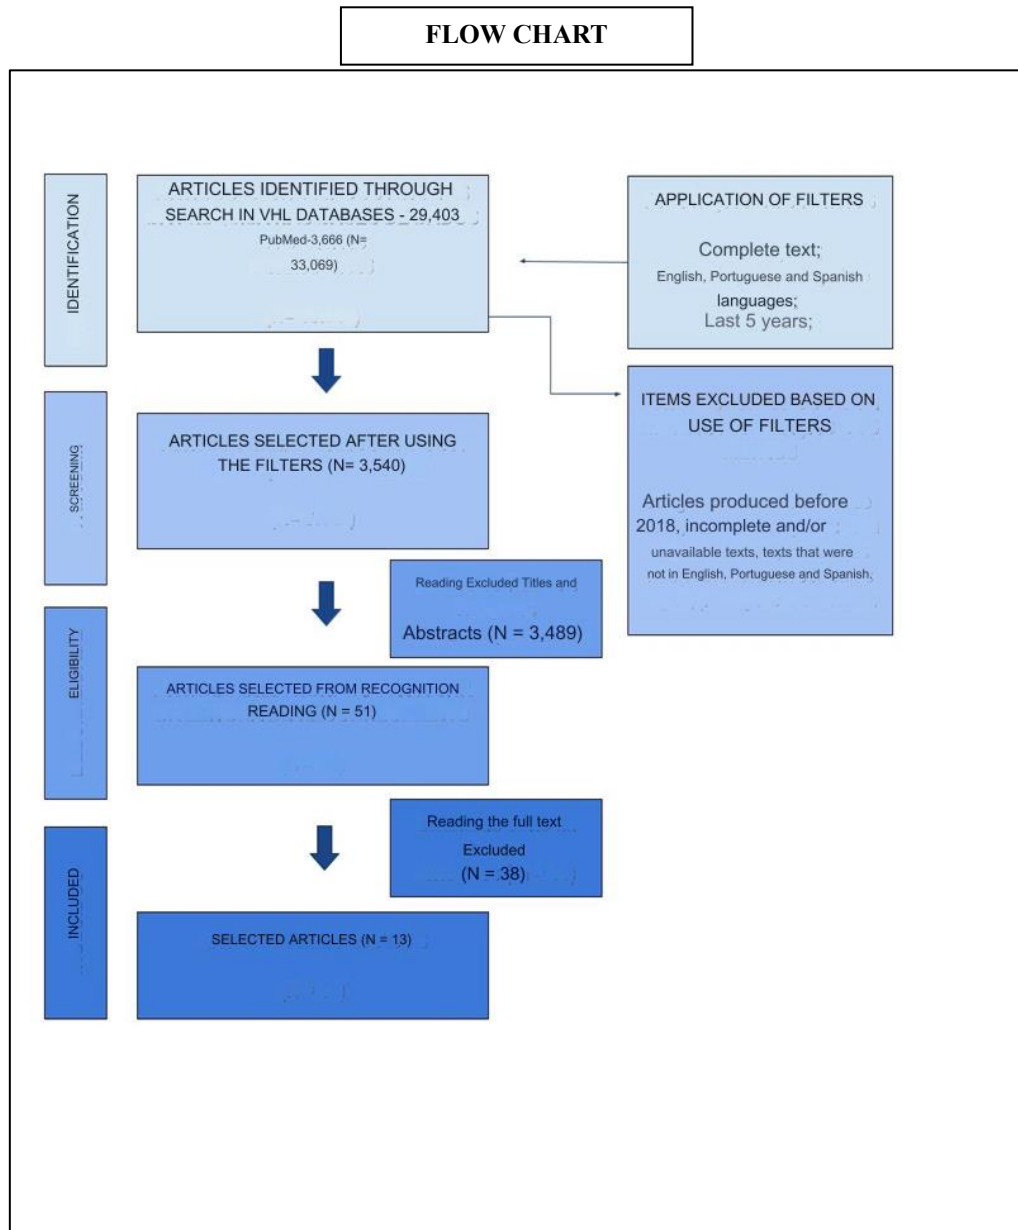 FLOW CHART
IDENTIFICATION
ARTICLES IDENTIFIED THROUGH
SEARCH IN VHL DATABASES - 29,403
PubMed-3,666 (N=
33,069)
APPLICATION OF FILTERS
Complete text;
English, Portuguese and Spanish
languages;
Last 5 years;
ITEMS EXCLUDED BASED ON
USE OF FILTERS
Articles produced before
2018, incomplete and/or
unavailable texts, texts that were
not in English, Portuguese and Spanish.
SCREENING
ARTICLES SELECTED AFTER USING
THE FILTERS (N= 3,540)
Reading Excluded Titles and
Abstracts (N = 3,489)
ELIGIBILITY
ARTICLES SELECTED FROM RECOGNITION
READING (N = 51)
Reading the full text
Excluded
(N = 38)
INCLUDED
SELECTED ARTICLES (N = 13)